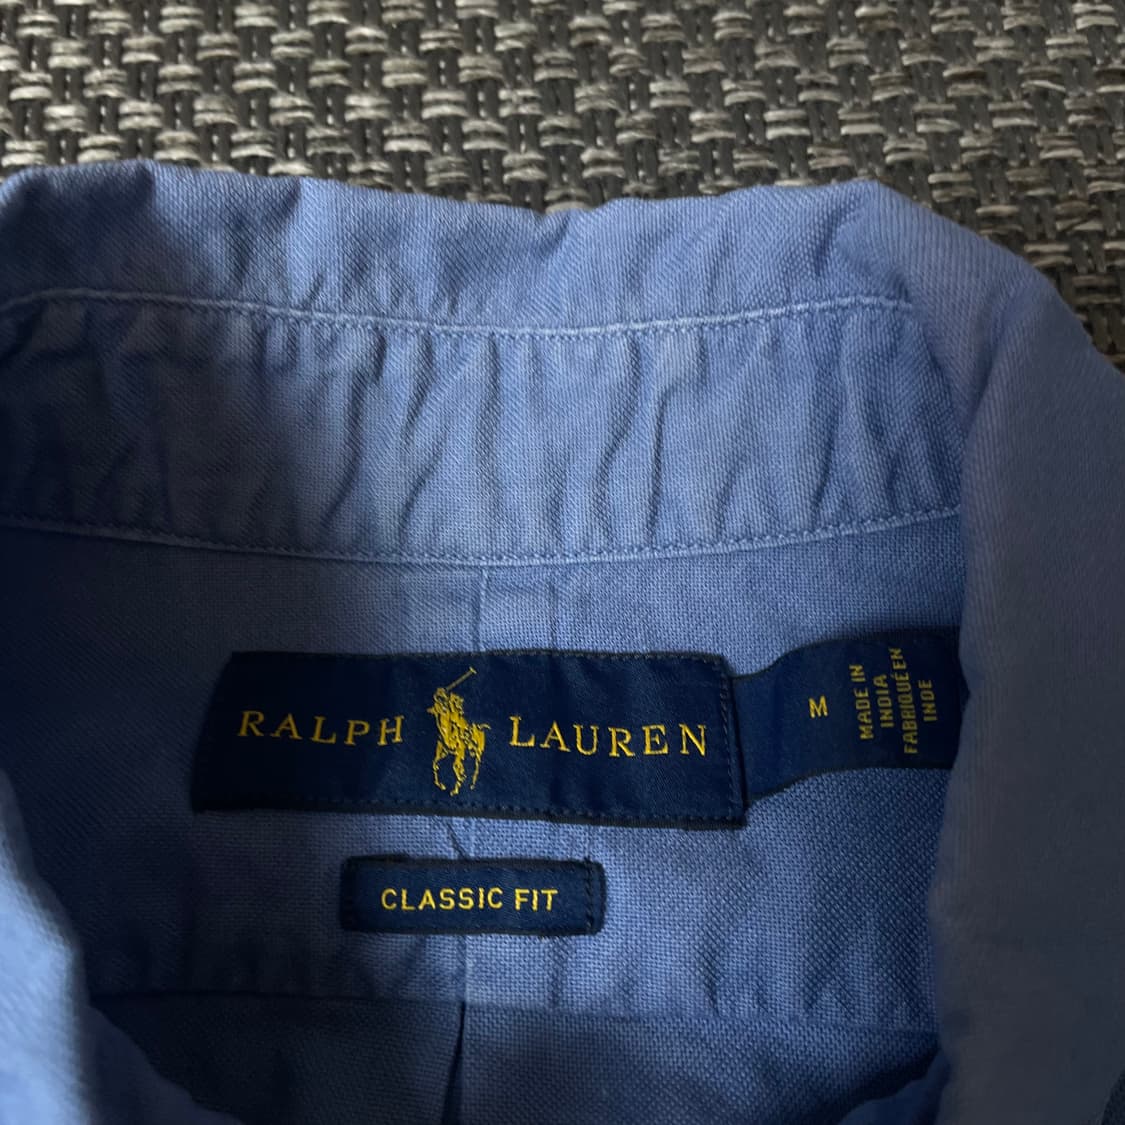 RALPH LAUREN
M
MADE IN
INDIA
FABRIQUÉ EN
INDE
CLASSIC FIT